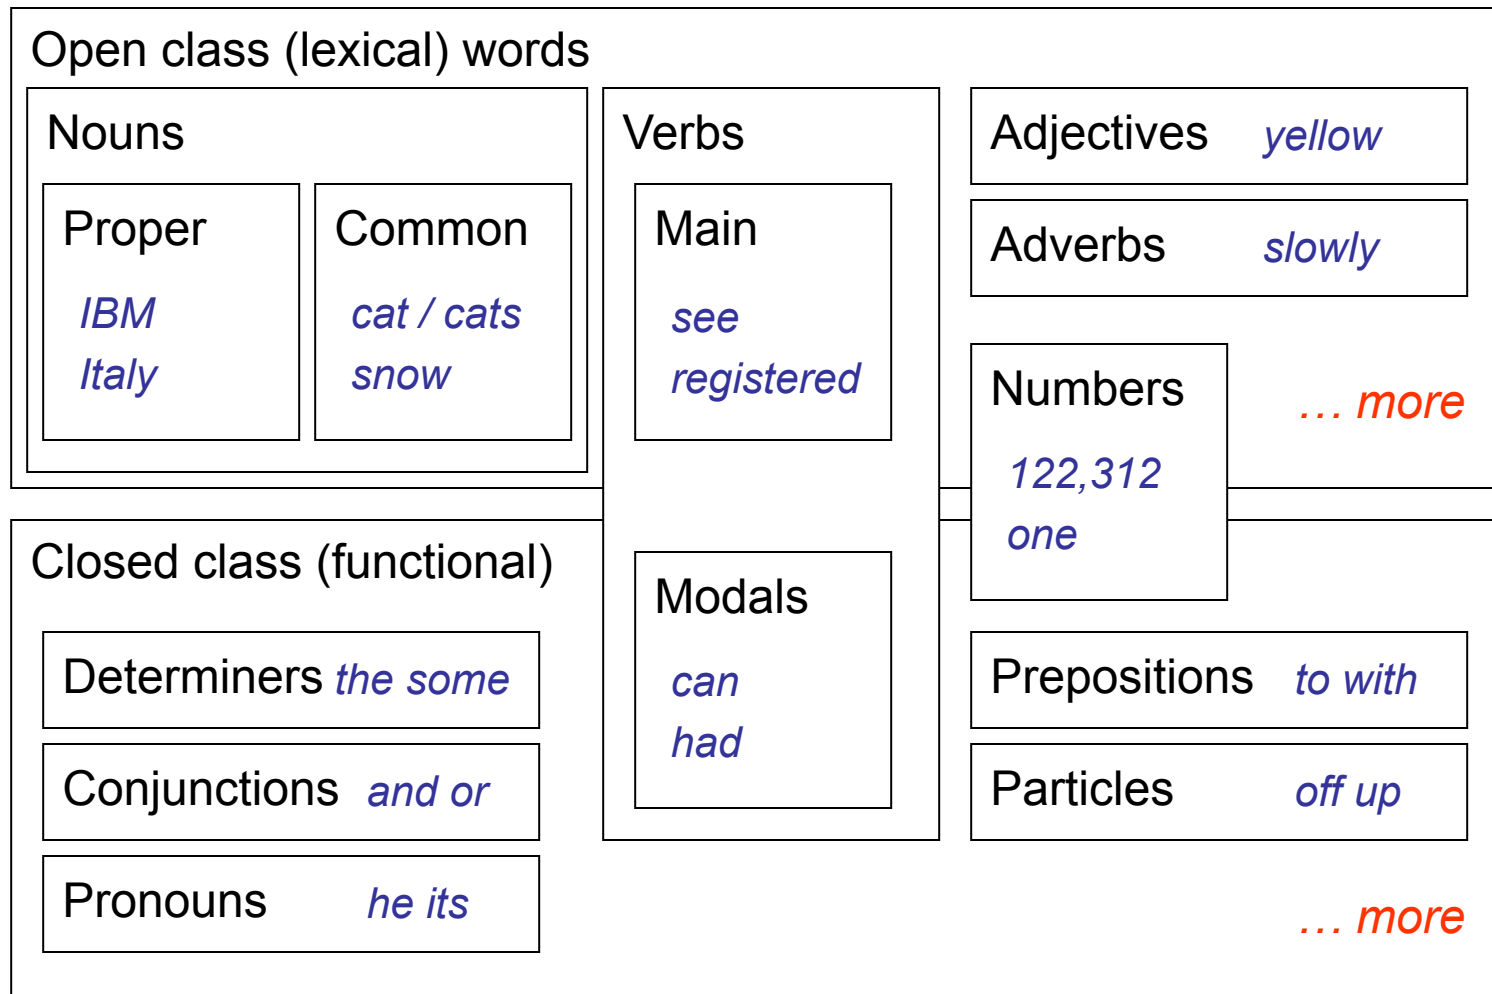 Open class (lexical) words
Nouns
Proper
IBM
Italy
Common
cat / cats
snow
Verbs
Main
see
registered
Adjectives yellow
Adverbs slowly
Numbers
122,312
one
… more
Closed class (functional)
Determiners the some
Conjunctions and or
Pronouns he its
Modals
can
had
Prepositions to with
Particles off up
… more